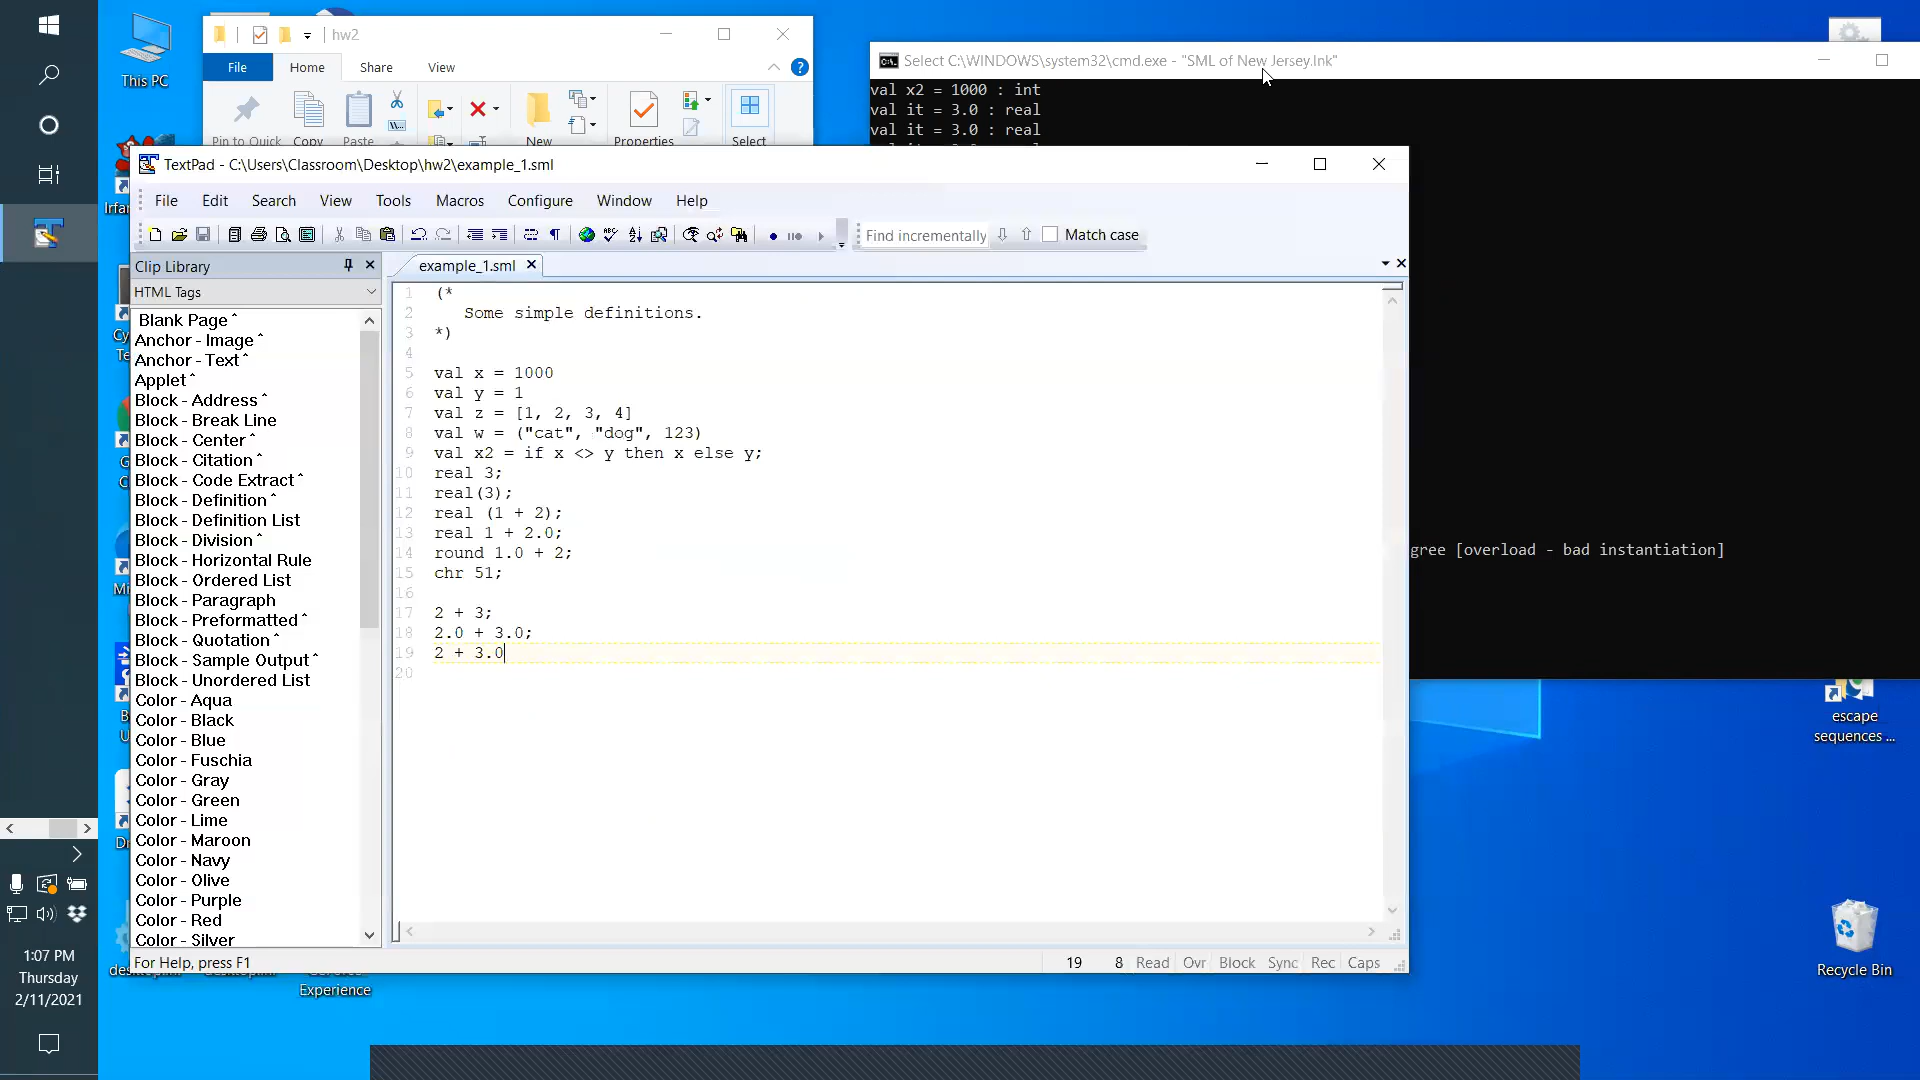 This PC
hw2
File Home Share View
Pin to Quick Copy Paste New Properties Select
Select C:\WINDOWS\system32\cmd.exe - "SML of New Jersey.lnk"
val x2 = 1000 : int
val it = 3.0 : real
val it = 3.0 : real
gree [overload - bad instantiation]
TextPad - C:\Users\Classroom\Desktop\hw2\example_1.sml
File Edit Search View Tools Macros Configure Window Help
Find incrementally Match case
Clip Library
HTML Tags
Blank Page ^
Anchor - Image ^
Anchor - Text ^
Applet ^
Block - Address ^
Block - Break Line
Block - Center ^
Block - Citation ^
Block - Code Extract ^
Block - Definition ^
Block - Definition List
Block - Division ^
Block - Horizontal Rule
Block - Ordered List
Block - Paragraph
Block - Preformatted ^
Block - Quotation ^
Block - Sample Output ^
Block - Unordered List
Color - Aqua
Color - Black
Color - Blue
Color - Fuschia
Color - Gray
Color - Green
Color - Lime
Color - Maroon
Color - Navy
Color - Olive
Color - Purple
Color - Red
Color - Silver
example_1.sml
1 (*
2 Some simple definitions.
3 *)
4
5 val x = 1000
6 val y = 1
7 val z = [1, 2, 3, 4]
8 val w = ("cat", "dog", 123)
9 val x2 = if x <> y then x else y;
10 real 3;
11 real(3);
12 real (1 + 2);
13 real 1 + 2.0;
14 round 1.0 + 2;
15 chr 51;
16
17 2 + 3;
18 2.0 + 3.0;
19 2 + 3.0
20
For Help, press F1
19 8 Read Ovr Block Sync Rec Caps
Experience
escape
sequences ...
Recycle Bin
1:07 PM
Thursday
2/11/2021